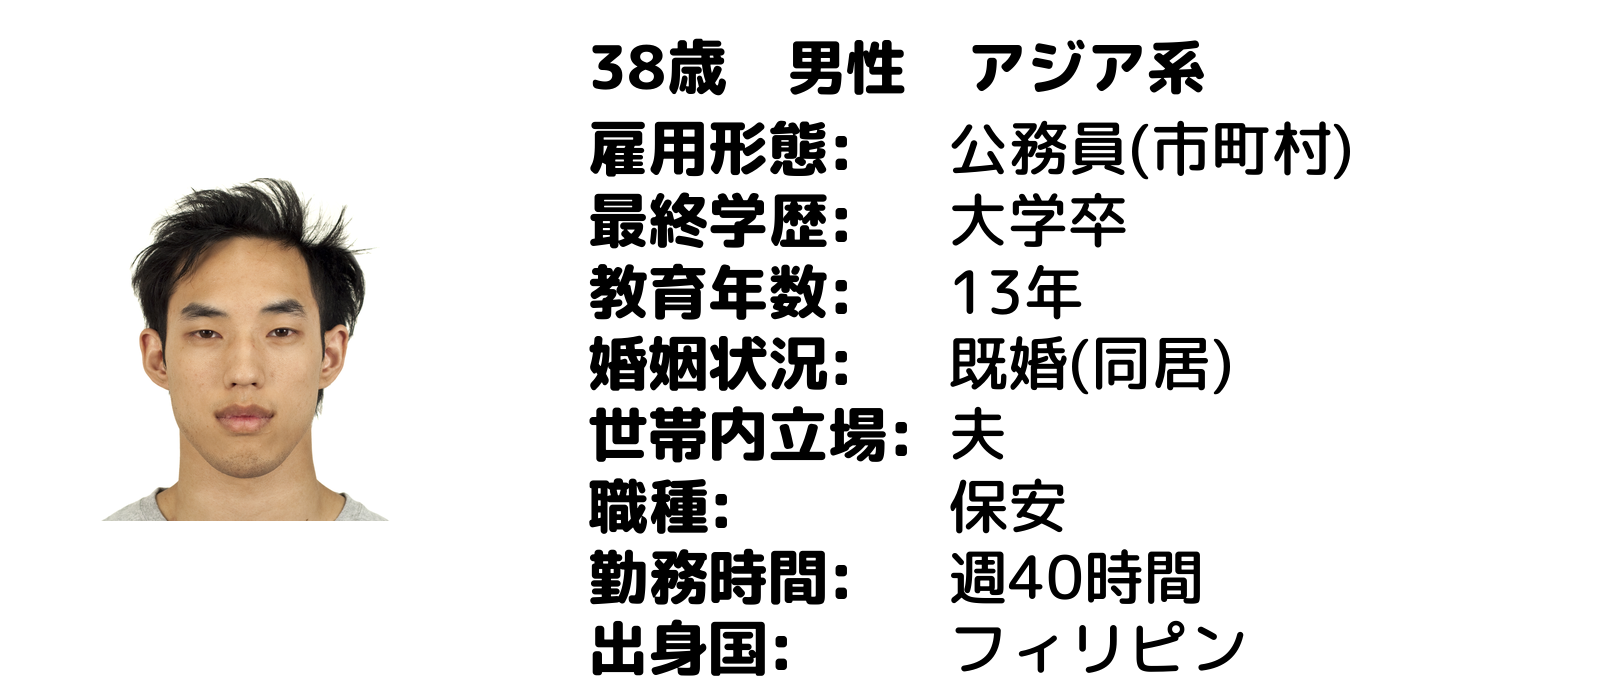 38歳　男性　アジア系
雇用形態:　公務員(市町村)
最終学歴:　大学卒
教育年数:　13年
婚姻状況:　既婚(同居)
世帯内立場:　夫
職種:　保安
勤務時間:　週40時間
出身国:　フィリピン